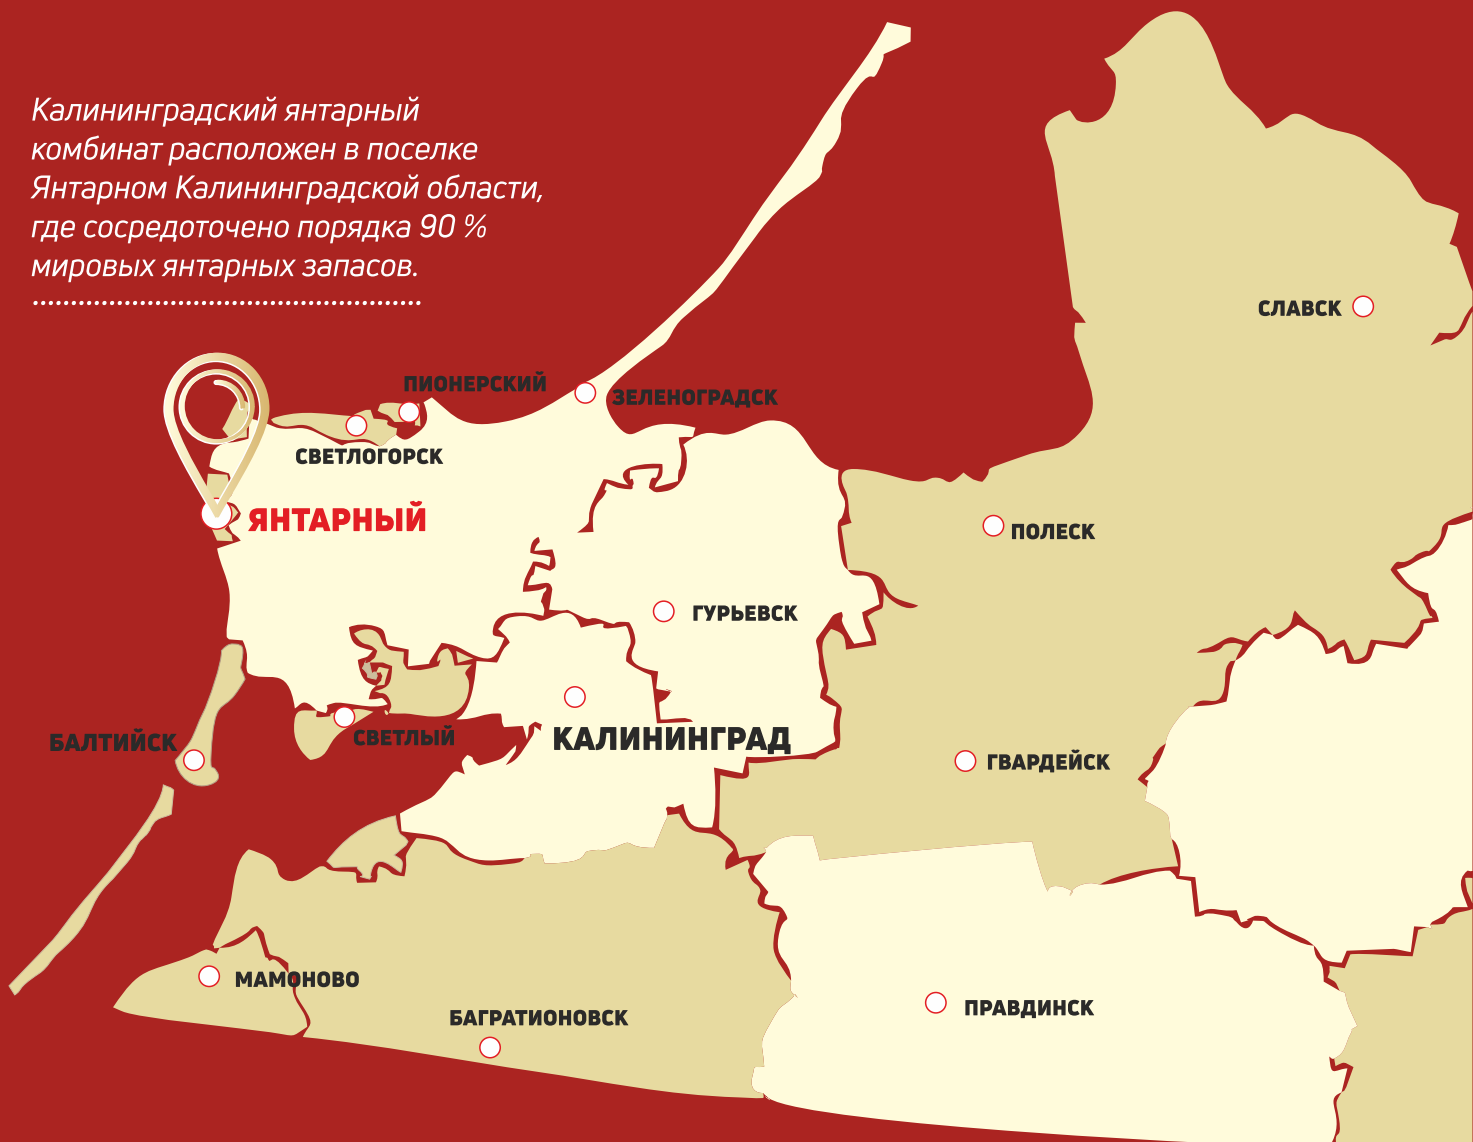 Калининградский янтарный
комбинат расположен в поселке
Янтарном Калининградской области,
где сосредоточено порядка 90 %
мировых янтарных запасов.
СЛАВСК
ПИОНЕРСКИЙ
ЗЕЛЕНОГРАДСК
СВЕТЛОГОРСК
ЯНТАРНЫЙ
ПОЛЕСК
ГУРЬЕВСК
БАЛТИЙСК
СВЕТЛЫЙ
КАЛИНИНГРАД
ГВАРДЕЙСК
МАМОНОВО
БАГРАТИОНОВСК
ПРАВДИНСК